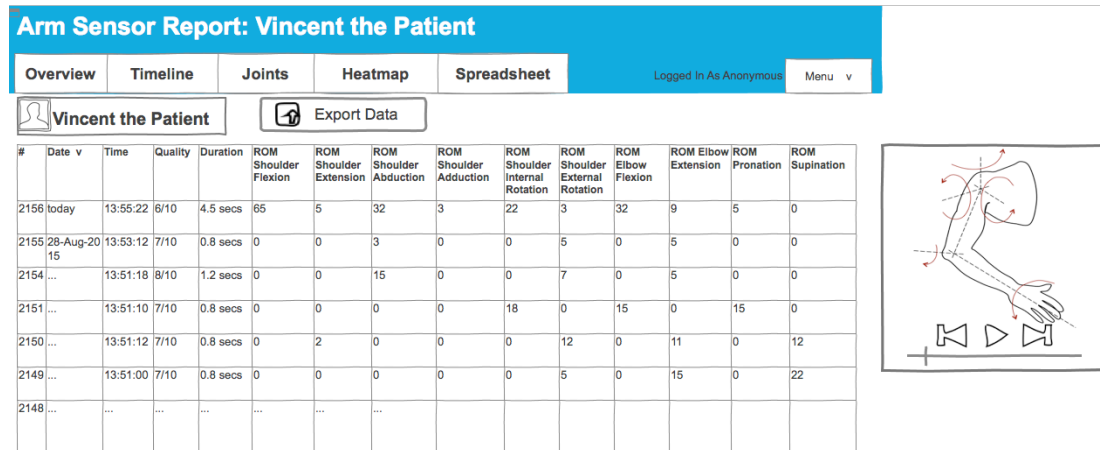 Arm Sensor Report: Vincent the Patient
Overview Timeline Joints Heatmap Spreadsheet Logged In As Anonymous Menu v
Vincent the Patient Export Data
# Date v Time Quality Duration ROM Shoulder Flexion ROM Shoulder Extension ROM Shoulder Abduction ROM Shoulder Adduction ROM Shoulder Internal Rotation ROM Shoulder External Rotation ROM Elbow Flexion ROM Elbow Extension ROM Pronation ROM Supination
2156 today 13:55:22 6/10 4.5 secs 65 5 32 3 22 3 32 9 5 0
2155 28-Aug-2015 13:53:12 7/10 0.8 secs 0 0 3 0 0 5 0 5 0 0
2154 ... 13:51:18 8/10 1.2 secs 0 0 15 0 0 7 0 5 0 0
2151 ... 13:51:10 7/10 0.8 secs 0 0 0 0 18 0 15 0 15 0
2150 ... 13:51:12 7/10 0.8 secs 0 2 0 0 0 12 0 11 0 12
2149 ... 13:51:00 7/10 0.8 secs 0 0 0 0 0 5 0 15 0 22
2148 ... ... ... ... ... ... ...